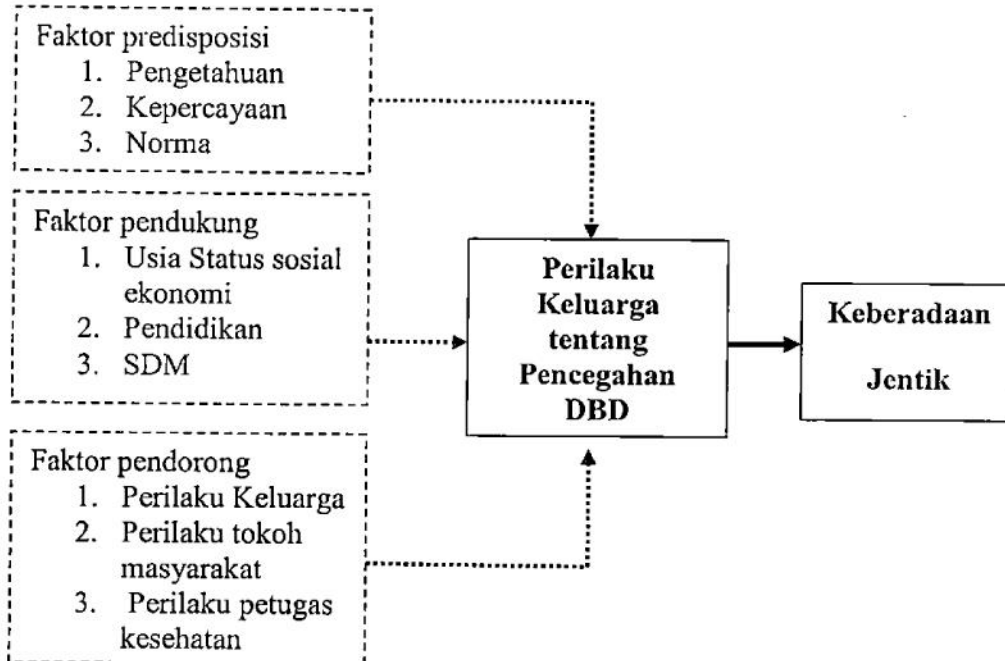 Faktor predisposisi
1. Pengetahuan
2. Kepercayaan
3. Norma
Faktor pendukung
1. Usia Status sosial
ekonomi
2. Pendidikan
3. SDM
Faktor pendorong
1. Perilaku Keluarga
2. Perilaku tokoh
masyarakat
3. Perilaku petugas
kesehatan
Perilaku
Keluarga
tentang
Pencegahan
DBD
Keberadaan
Jentik